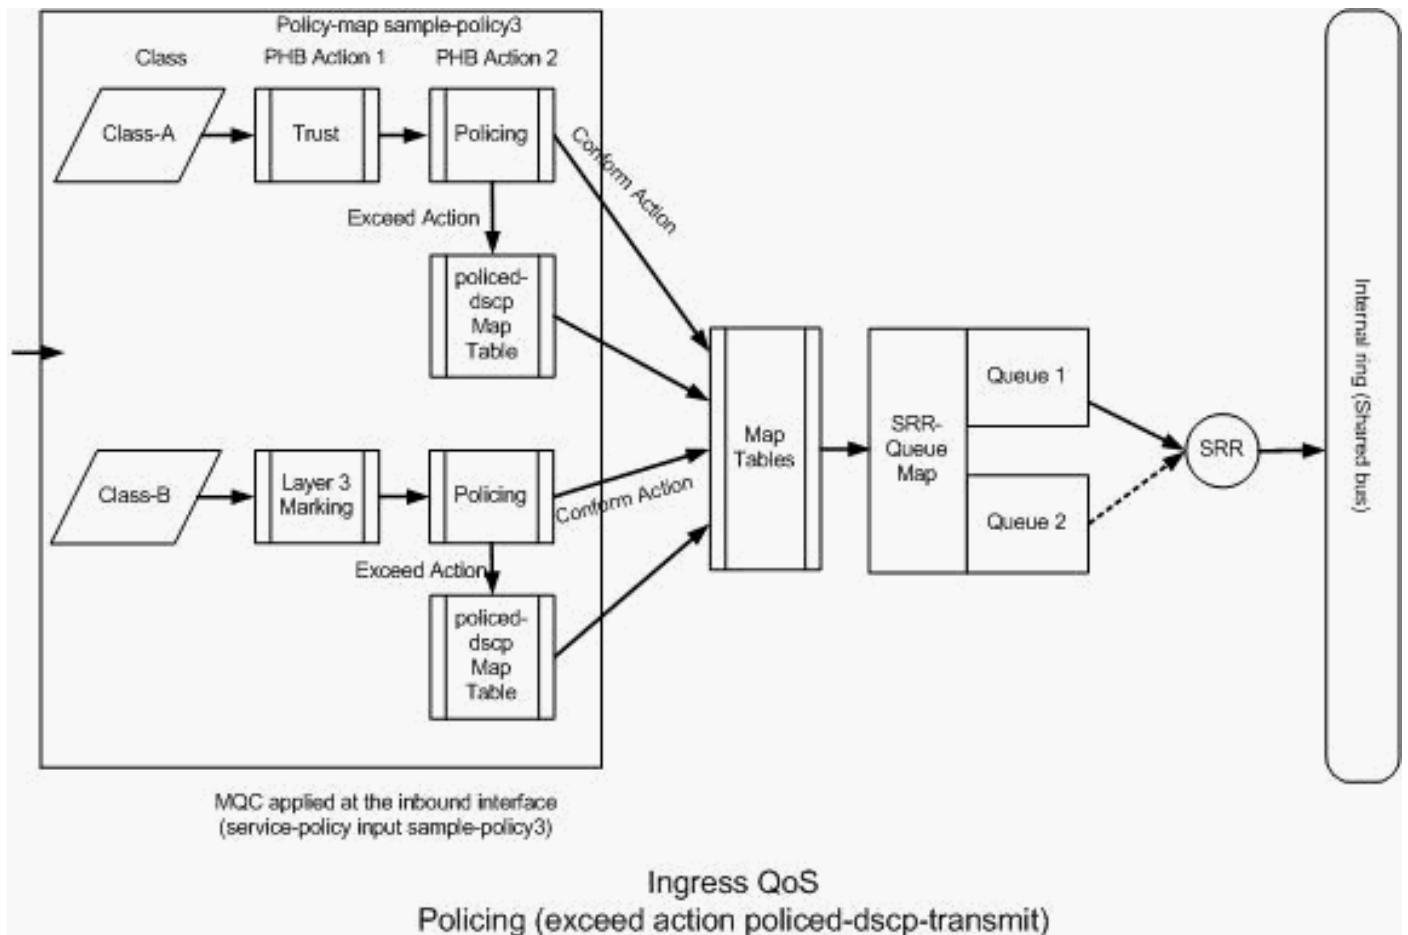 Policy-map sample-policy3
Class
PHB Action 1
PHB Action 2
Class-A
Trust
Policing
Conform Action
Exceed Action
policed-
dscp
Map
Table
Class-B
Layer 3
Marking
Policing
Conform Action
Exceed Action
policed-
dscp
Map
Table
Map
Tables
SRR-
Queue
Map
Queue 1
Queue 2
SRR
Internal ring (Shared bus)
MQC applied at the inbound interface
(service-policy input sample-policy3)
Ingress QoS
Policing (exceed action policed-dscp-transmit)